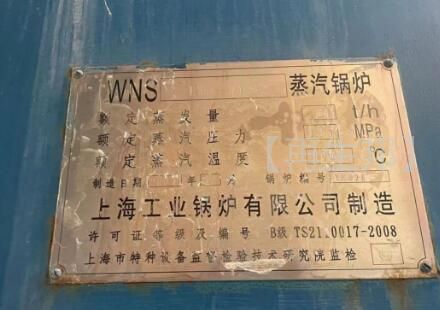 WNS 蒸汽锅炉
额定蒸发量 t/h
额定蒸汽压力 MPa
额定蒸汽温度 °C
制造日期 年 月 锅炉编号
上海工业锅炉有限公司制造
许可证等级及编号 B级 TS21 0017-2008
上海市特种设备监督检验技术研究院监检